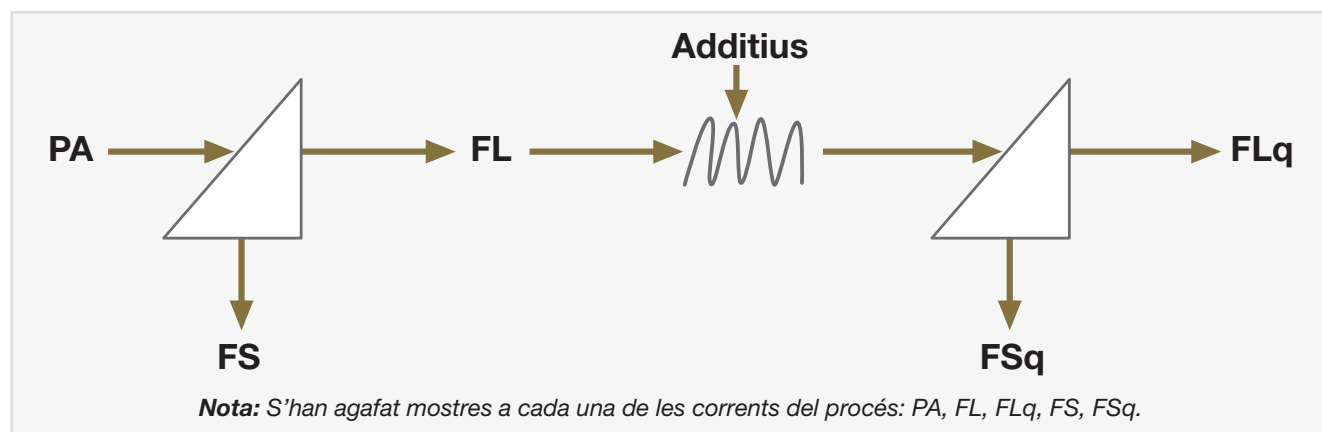 Additius
PA
FL
FLq
FS
FSq
Nota: S'han agafat mostres a cada una de les corrents del procés: PA, FL, FLq, FS, FSq.